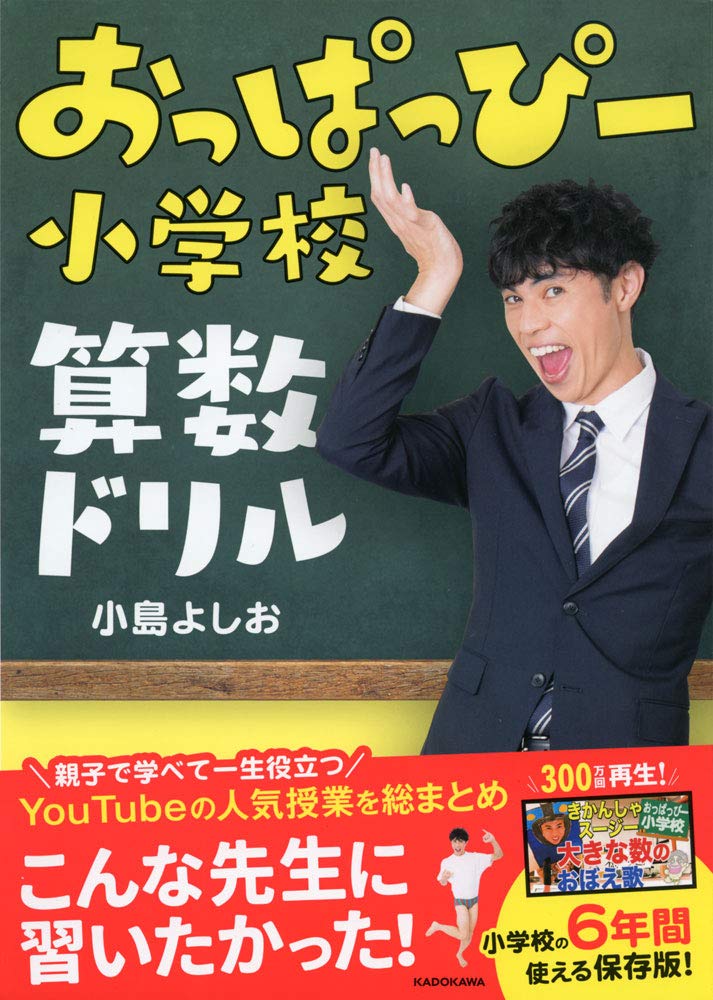 おっぱっぴー
小学校
算数
ドリル
小島よしお
親子で学べて一生役立つ
YouTubeの人気授業を総まとめ
こんな先生に
習いたかった!
300万回再生!
きかんしゃ
スージー
おっぱっぴー
小学校
大きな数の
おぼえ歌
小学校の6年間
使える保存版!
KADOKAWA